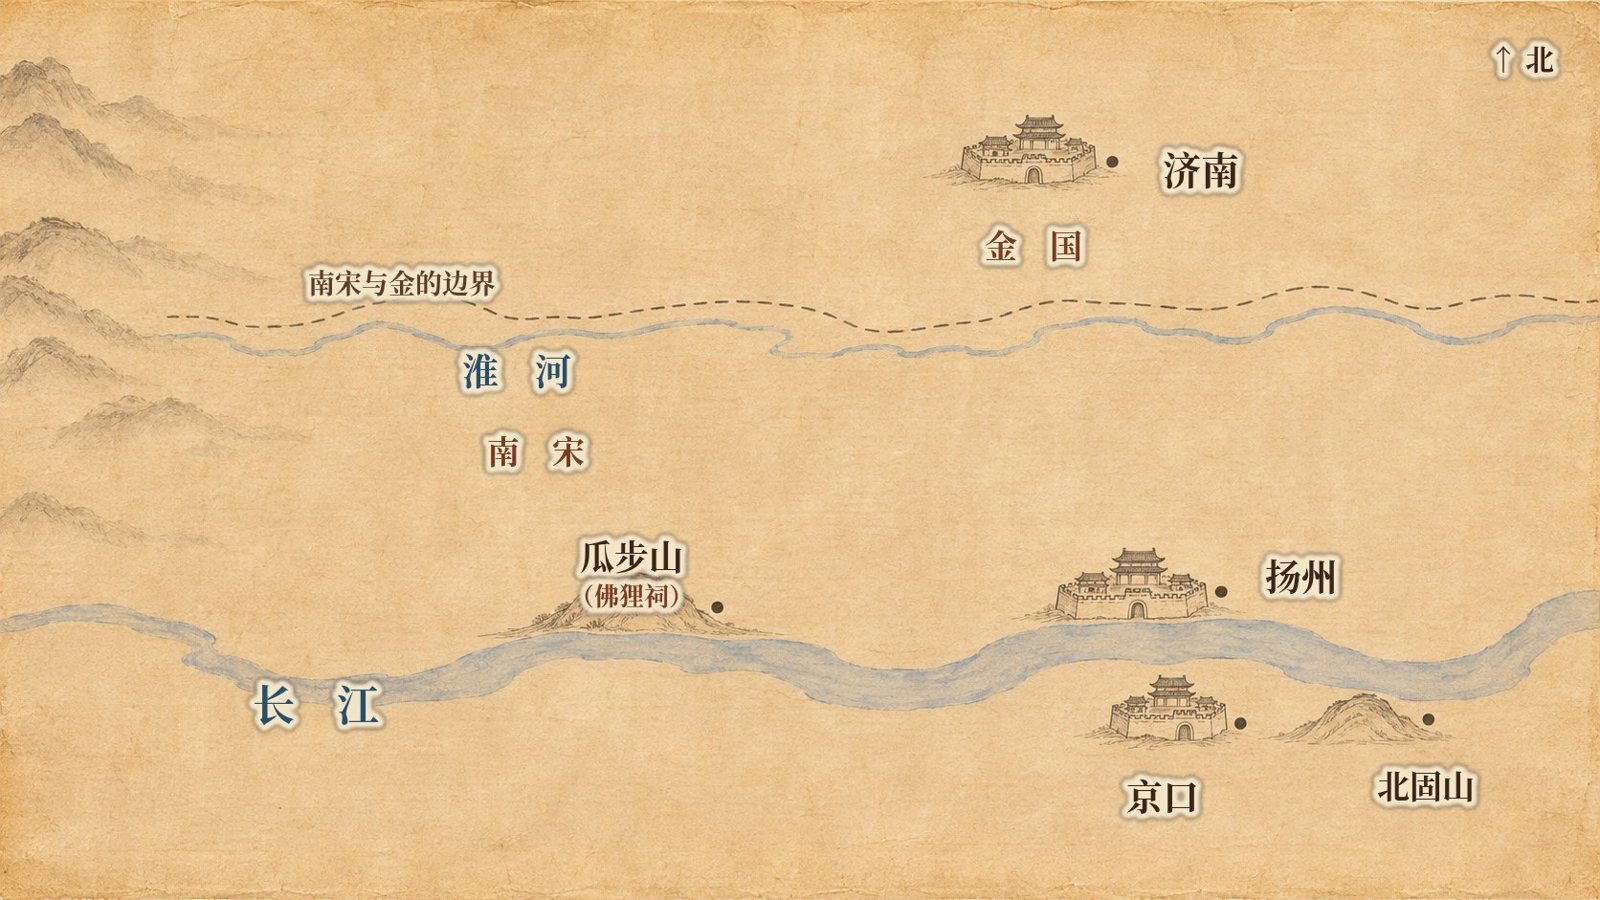 ↑ 北
济南
金国
南宋与金的边界
淮河
南宋
瓜步山
（佛狸祠）
扬州
长江
京口
北固山